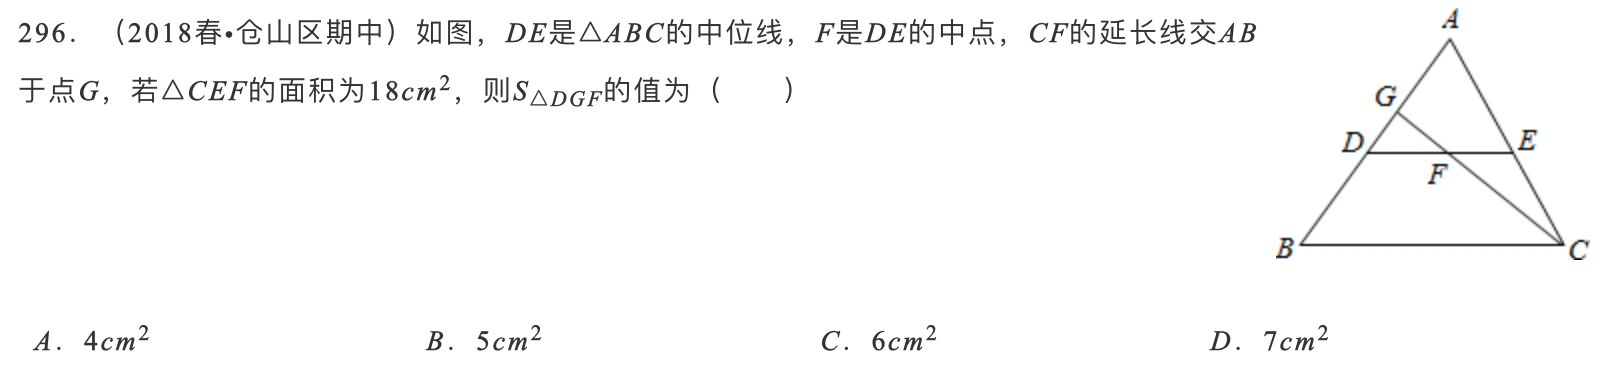 296. （2018春•仓山区期中）如图，DE是△ABC的中位线，F是DE的中点，CF的延长线交AB
于点G，若△CEF的面积为18cm²，则S△DGF的值为（　　）
A
G
D
E
F
B
C
A. 4cm²
B. 5cm²
C. 6cm²
D. 7cm²